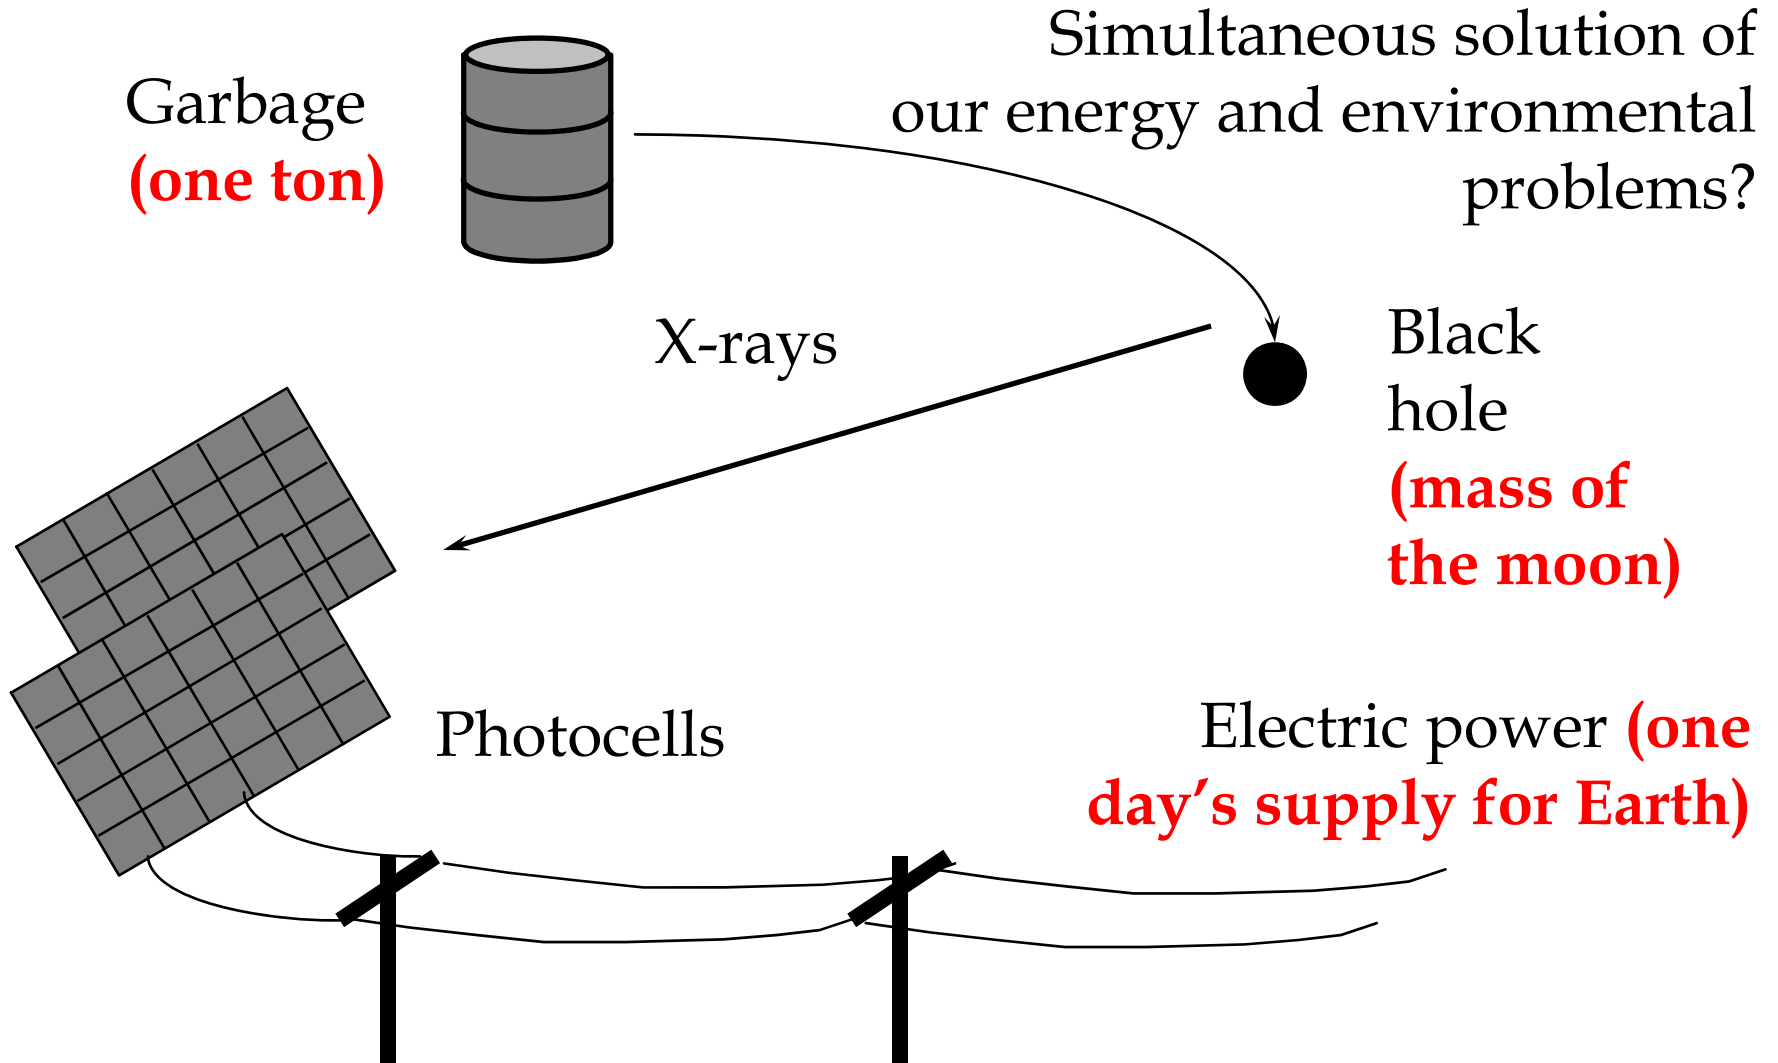 Simultaneous solution of
our energy and environmental
problems?
Garbage
(one ton)
X-rays
Black
hole
(mass of
the moon)
Photocells
Electric power (one
day’s supply for Earth)